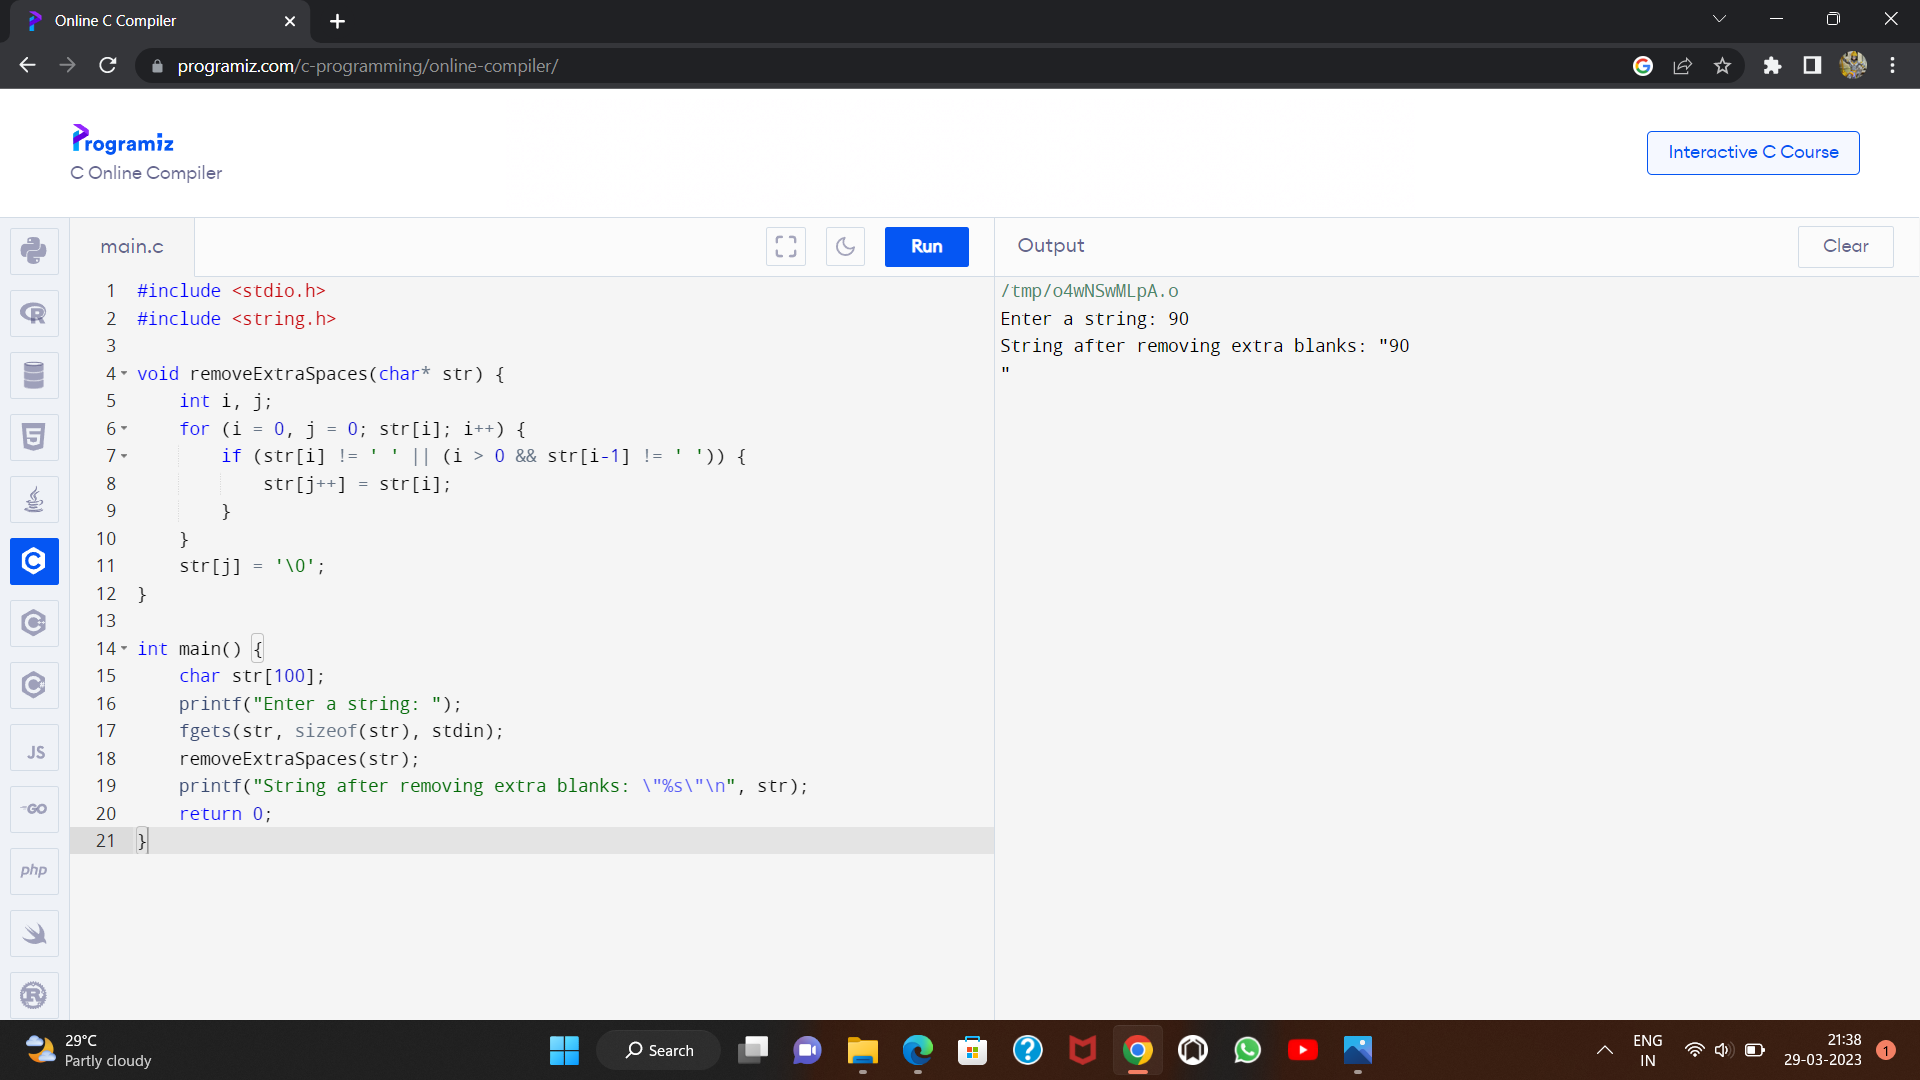 Online C Compiler
programiz.com/c-programming/online-compiler/
Programiz
C Online Compiler
Interactive C Course
main.c
Run
Output
Clear
1 #include <stdio.h>
2 #include <string.h>
3
4 void removeExtraSpaces(char* str) {
5     int i, j;
6     for (i = 0, j = 0; str[i]; i++) {
7         if (str[i] != ' ' || (i > 0 && str[i-1] != ' ')) {
8             str[j++] = str[i];
9         }
10     }
11     str[j] = '\0';
12 }
13
14 int main() {
15     char str[100];
16     printf("Enter a string: ");
17     fgets(str, sizeof(str), stdin);
18     removeExtraSpaces(str);
19     printf("String after removing extra blanks: \"%s\"\n", str);
20     return 0;
21 }
/tmp/o4wNSwMLpA.o
Enter a string: 90
String after removing extra blanks: "90
"
JS
GO
php
29°C
Partly cloudy
Search
ENG
IN
21:38
29-03-2023
1